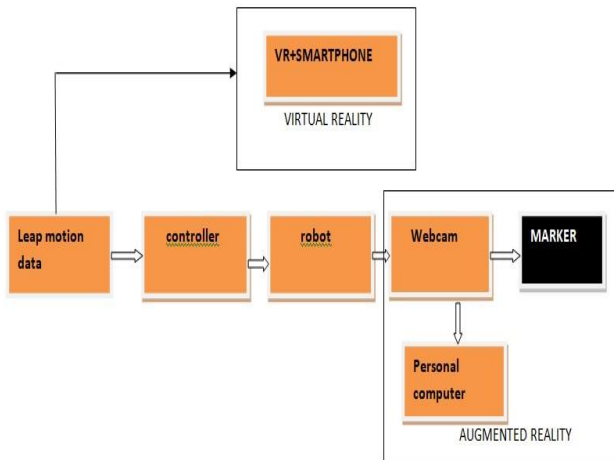 VR+SMARTPHONE
VIRTUAL REALITY
Leap motion
data
controller
robot
Webcam
MARKER
Personal
computer
AUGMENTED REALITY